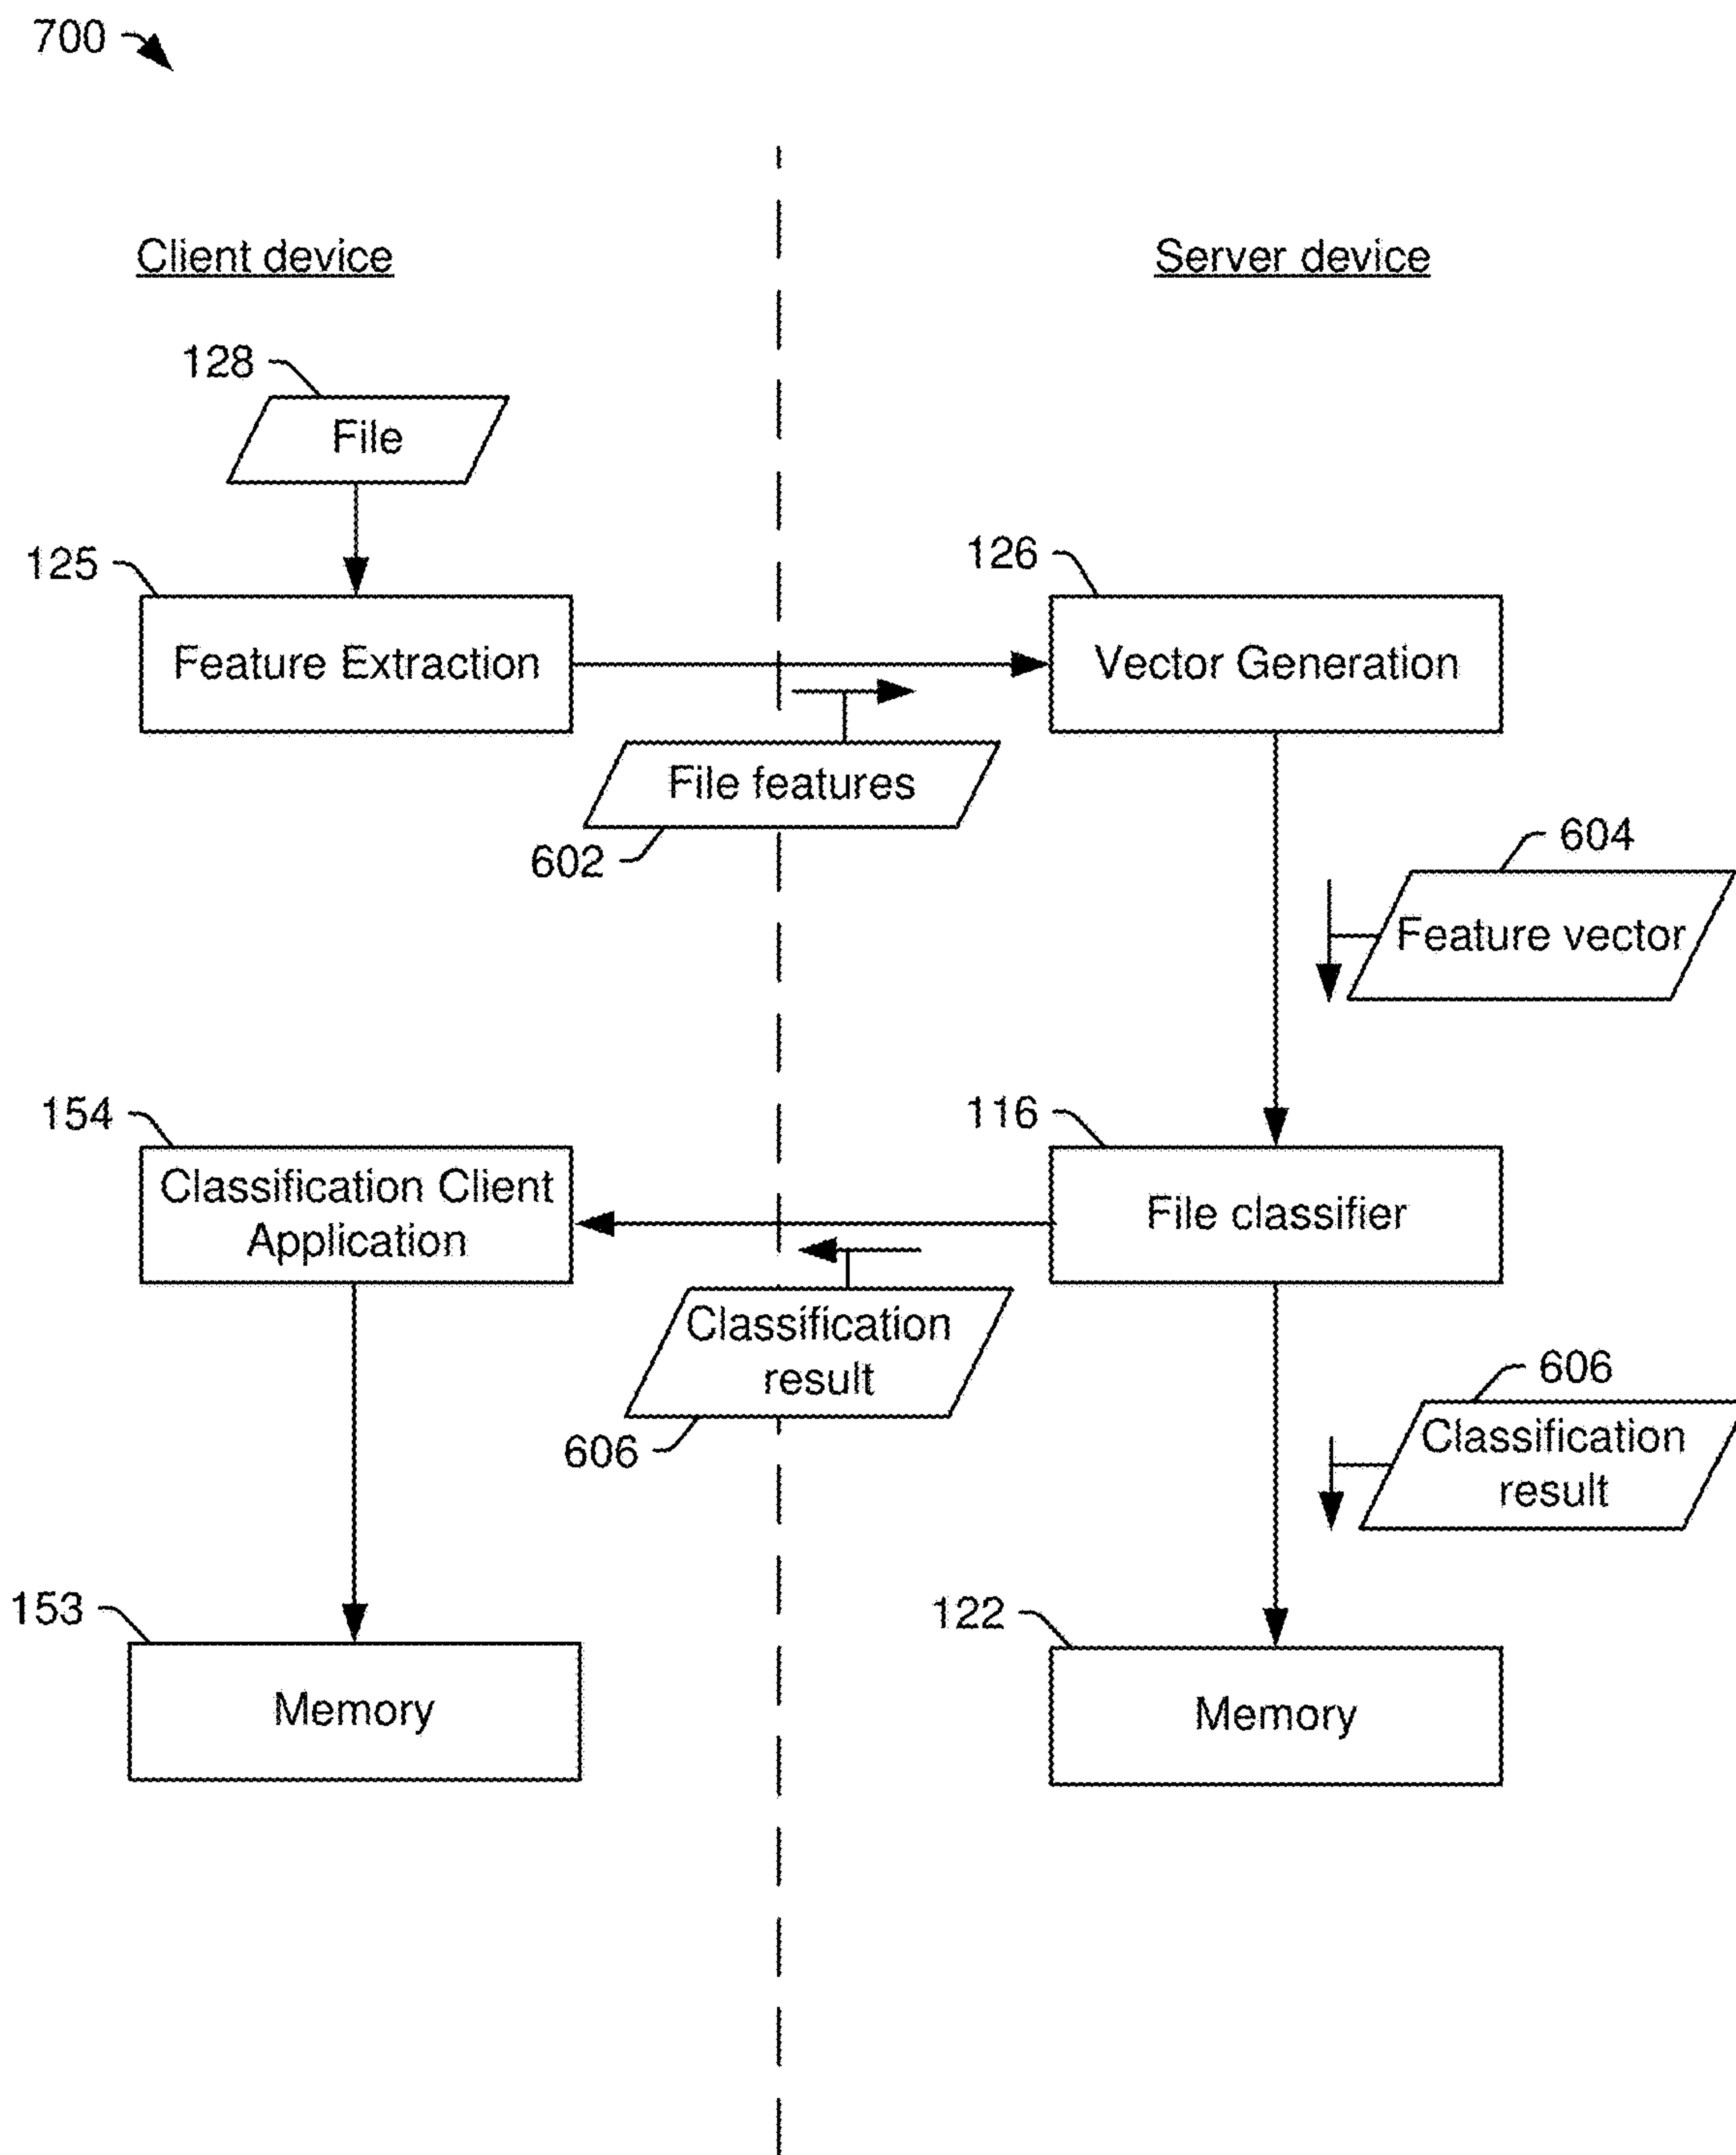 700
Client device
Server device
128
File
125
Feature Extraction
126
Vector Generation
File features
602
604
Feature vector
154
Classification Client
Application
116
File classifier
Classification
result
606
606
Classification
result
153
Memory
122
Memory